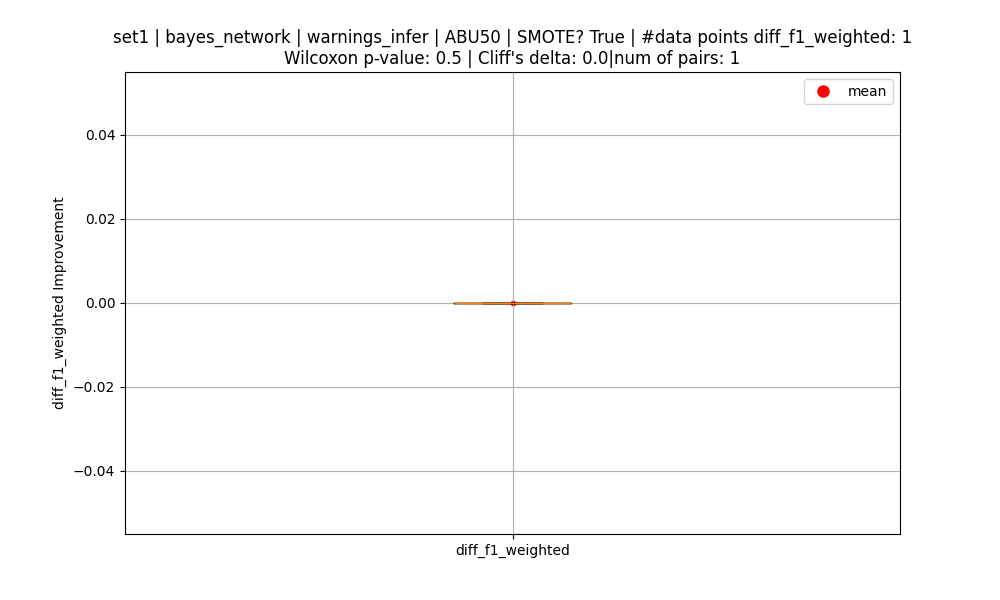 set1 | bayes_network | warnings_infer | ABU50 | SMOTE? True | #data points diff_f1_weighted: 1
Wilcoxon p-value: 0.5 | Cliff's delta: 0.0|num of pairs: 1
mean
0.04
0.02
0.00
−0.02
−0.04
diff_f1_weighted Improvement
diff_f1_weighted